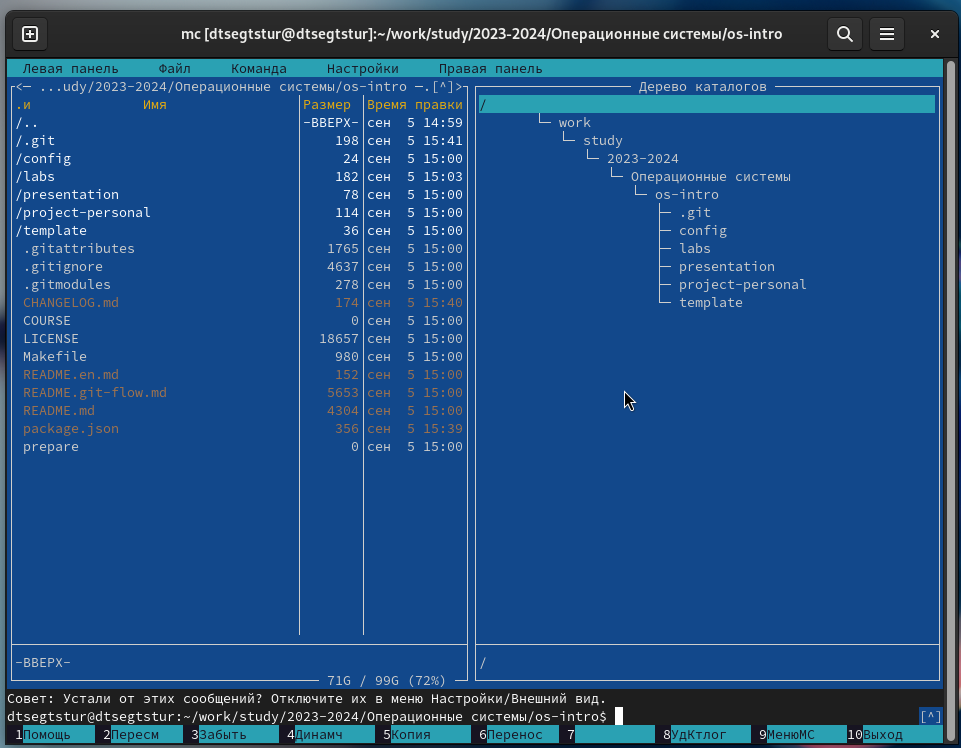 mc [dtsegtstur@dtsegtstur]:~/work/study/2023-2024/Операционные системы/os-intro
Левая панель Файл Команда Настройки Правая панель
<─ ...udy/2023-2024/Операционные системы/os-intro ─.[^]>
.и Имя Размер Время правки
/.. -ВВЕРХ- сен 5 14:59
/.git 198 сен 5 15:41
/config 24 сен 5 15:00
/labs 182 сен 5 15:03
/presentation 78 сен 5 15:00
/project-personal 114 сен 5 15:00
/template 36 сен 5 15:00
.gitattributes 1765 сен 5 15:00
.gitignore 4637 сен 5 15:00
.gitmodules 278 сен 5 15:00
CHANGELOG.md 174 сен 5 15:40
COURSE 0 сен 5 15:00
LICENSE 18657 сен 5 15:00
Makefile 980 сен 5 15:00
README.en.md 152 сен 5 15:00
README.git-flow.md 5653 сен 5 15:00
README.md 4304 сен 5 15:00
package.json 356 сен 5 15:39
prepare 0 сен 5 15:00
-ВВЕРХ-
71G / 99G (72%)
Дерево каталогов
/
work
study
2023-2024
Операционные системы
os-intro
.git
config
labs
presentation
project-personal
template
/
Совет: Устали от этих сообщений? Отключите их в меню Настройки/Внешний вид.
dtsegtstur@dtsegtstur:~/work/study/2023-2024/Операционные системы/os-intro$ [^]
1Помощь 2Пересм 3Забыть 4Динамч 5Копия 6Перенос 7 8УдКтлог 9МенюMC 10Выход